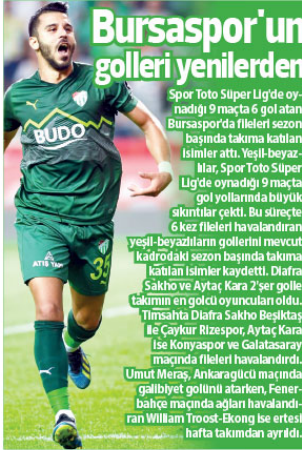 Bursaspor'un
golleri yenilerden
Spor Toto Süper Lig'de oy-
nadığı 9 maçta 6 gol atan
Bursaspor'da fileleri sezon
başında takıma katılan
isimler attı. Yeşil-beyaz-
lılar, Spor Toto Süper
Lig'de oynadığı 9 maçta
gol yollarında büyük
sıkıntılar çekti. Bu süreçte
6 kez fileleri havalandıran
yeşil-beyazlıların gollerini mevcut
kadrodaki sezon başında takıma
katılan isimler kaydetti. Diafra
Sakho ve Aytaç Kara 2'şer golle
takımın en golcü oyuncuları oldu.
Timsahta Diafra Sakho Beşiktaş
ile Çaykur Rizespor, Aytaç Kara
ise Konyaspor ve Galatasaray
maçında fileleri havalandırdı.
Umut Meraş, Ankaragücü maçında
galibiyet golünü atarken, Fener-
bahçe maçında ağları havalandı-
ran William Troost-Ekong ise ertesi
hafta takımdan ayrıldı.
BUDO
ATIŞ YAPI
35